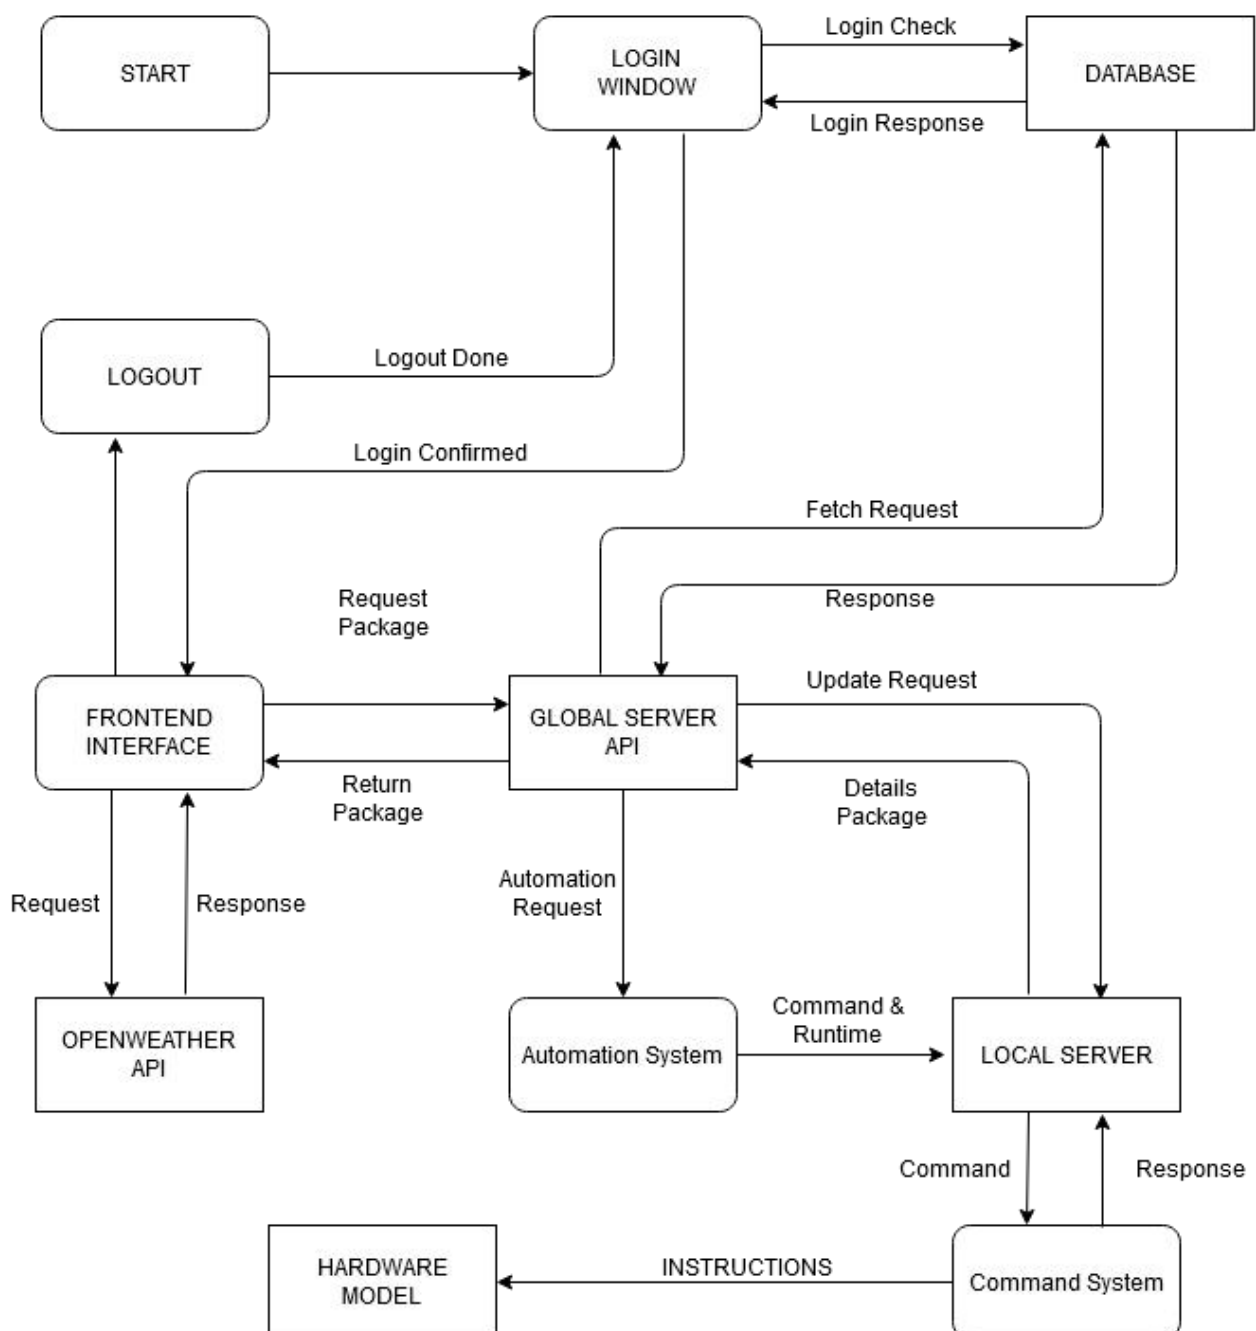 START
LOGIN
WINDOW
Login Check
DATABASE
Login Response
LOGOUT
Logout Done
Login Confirmed
Fetch Request
Request
Package
Response
FRONTEND
INTERFACE
GLOBAL SERVER
API
Update Request
Return
Package
Details
Package
Request
Response
Automation
Request
OPENWEATHER
API
Automation System
Command &
Runtime
LOCAL SERVER
Command
Response
HARDWARE
MODEL
INSTRUCTIONS
Command System